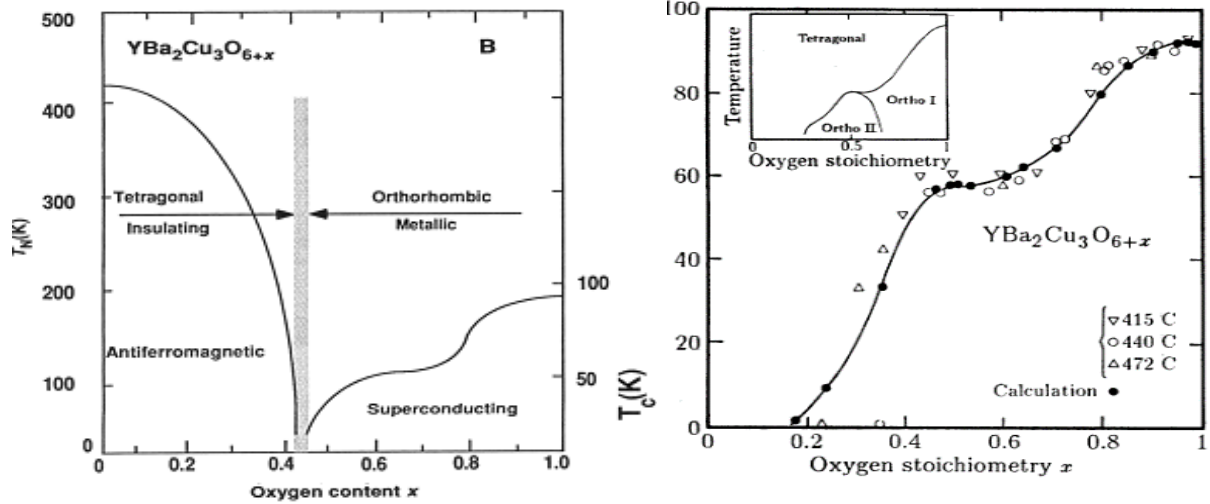 500
YBa2Cu3O6+x
B
400
Tetragonal
Orthorhombic
Insulating
Metallic
300
TN(K)
200
100
Antiferromagnetic
100
50
Superconducting
0
Tc(K)
0
0.2
0.4
0.6
0.8
1.0
Oxygen content x
100
80
60
40
20
0
Temperature
Tetragonal
Ortho I
Ortho II
0
0.5
1
Oxygen stoichiometry
YBa2Cu3O6+x
▽ 415 C
○ 440 C
△ 472 C
Calculation ●
0
0.2
0.4
0.6
0.8
1
Oxygen stoichiometry x